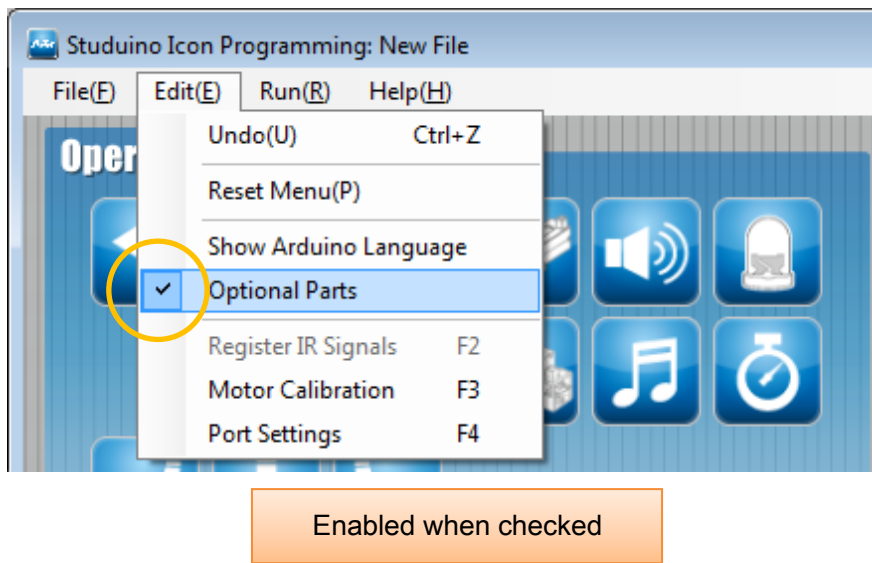 Studuino Icon Programming: New File
File(F) Edit(E) Run(R) Help(H)
Undo(U) Ctrl+Z
Oper
Reset Menu(P)
Show Arduino Language
Optional Parts
Register IR Signals F2
Motor Calibration F3
Port Settings F4
Enabled when checked